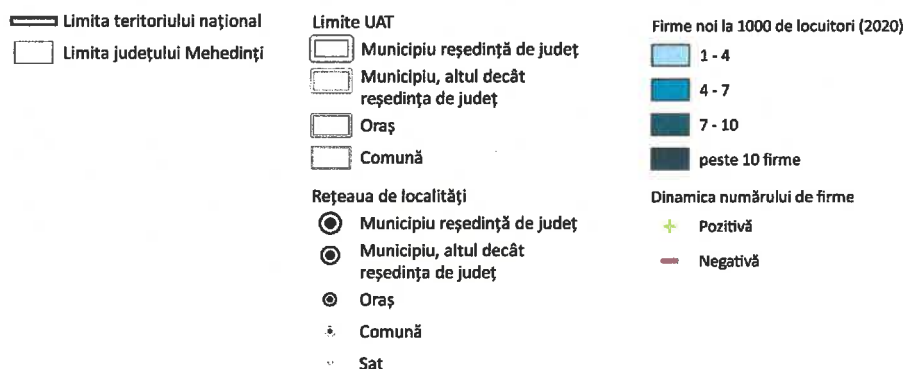 Limita teritoriului național
Limita județului Mehedinți
Limite UAT
Municipiu reședință de județ
Municipiu, altul decât
reședința de județ
Oraș
Comună
Rețeaua de localități
Municipiu reședință de județ
Municipiu, altul decât
reședința de județ
Oraș
Comună
Sat
Firme noi la 1000 de locuitori (2020)
1 - 4
4 - 7
7 - 10
peste 10 firme
Dinamica numărului de firme
Pozitivă
Negativă